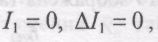 I₁ = 0, ΔI₁ = 0,